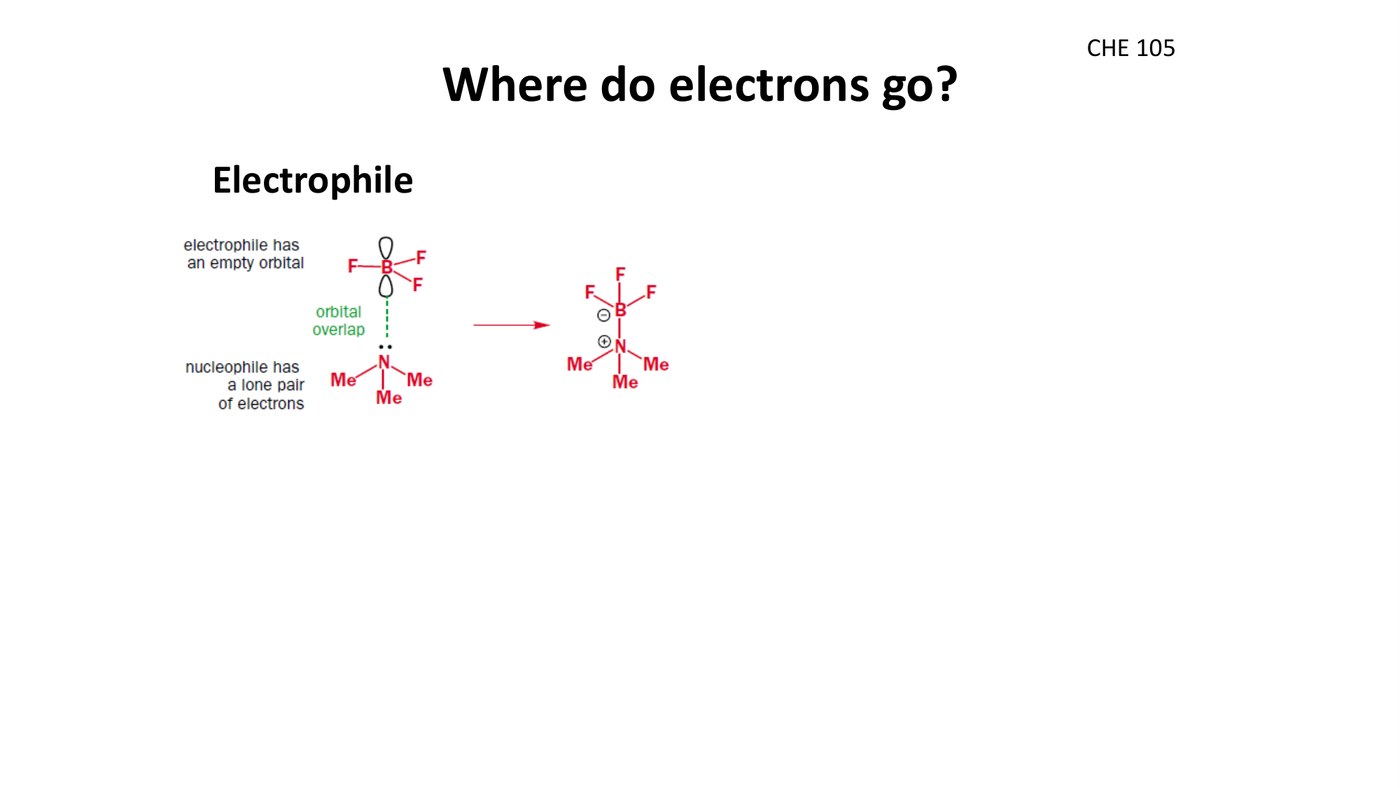 CHE 105
Where do electrons go?
Electrophile
electrophile has
an empty orbital
F B F
F
orbital
overlap
nucleophile has
a lone pair
of electrons
N
Me Me
Me
F
F F
⊖ B
⊕ N
Me Me
Me